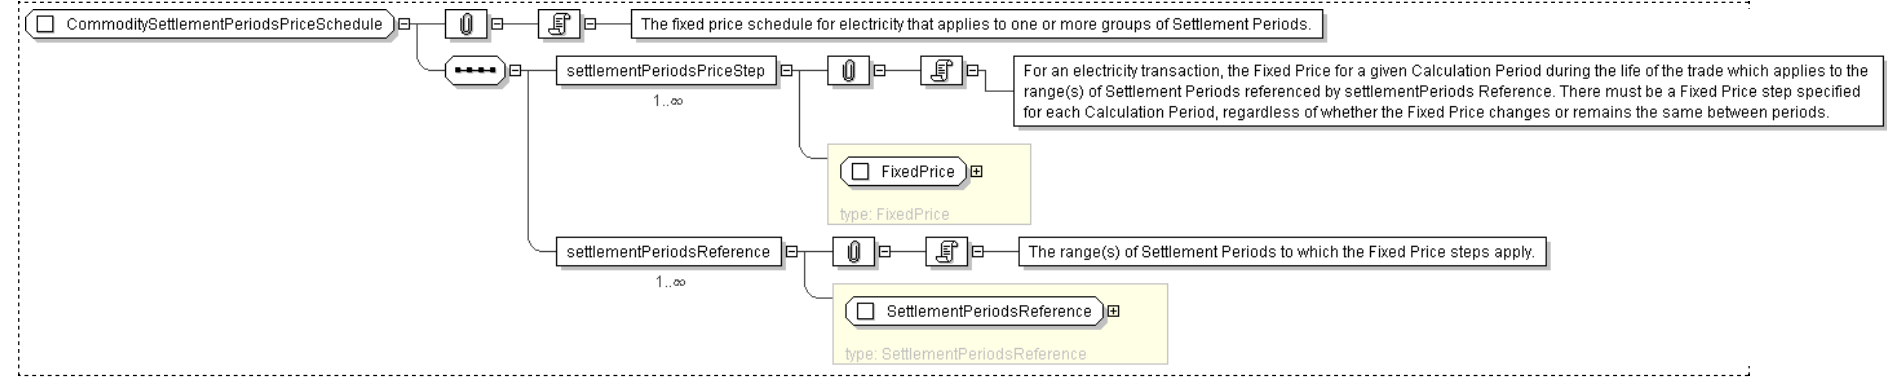 CommoditySettlementPeriodsPriceSchedule
The fixed price schedule for electricity that applies to one or more groups of Settlement Periods.
settlementPeriodsPriceStep
1..∞
For an electricity transaction, the Fixed Price for a given Calculation Period during the life of the trade which applies to the
range(s) of Settlement Periods referenced by settlementPeriods Reference. There must be a Fixed Price step specified
for each Calculation Period, regardless of whether the Fixed Price changes or remains the same between periods.
FixedPrice
type: FixedPrice
settlementPeriodsReference
1..∞
The range(s) of Settlement Periods to which the Fixed Price steps apply.
SettlementPeriodsReference
type: SettlementPeriodsReference